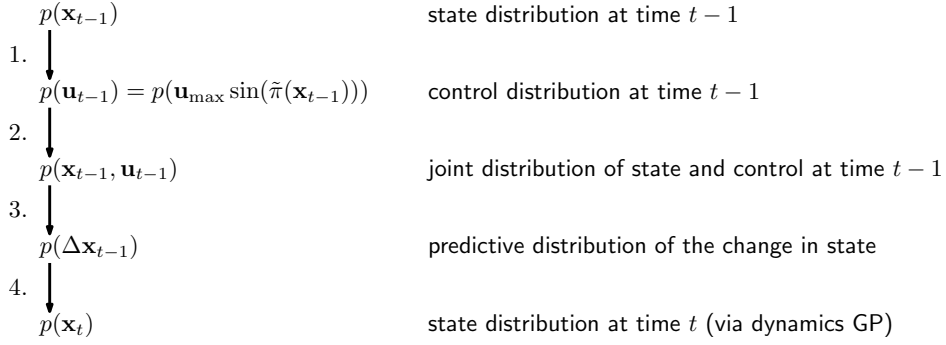 p(x_{t−1}) state distribution at time t − 1
1.
p(u_{t−1}) = p(u_{max} sin(π̃(x_{t−1}))) control distribution at time t − 1
2.
p(x_{t−1}, u_{t−1}) joint distribution of state and control at time t − 1
3.
p(Δx_{t−1}) predictive distribution of the change in state
4.
p(x_t) state distribution at time t (via dynamics GP)